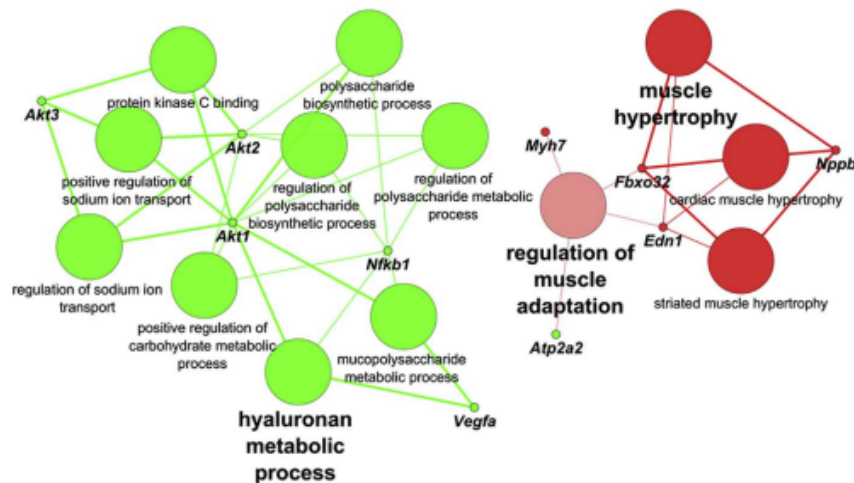 polysaccharide
biosynthetic process
protein kinase C binding
Akt3
Akt2
positive regulation of
sodium ion transport
regulation of
polysaccharide
biosynthetic process
regulation of
polysaccharide metabolic
process
Akt1
Nfkb1
regulation of sodium ion
transport
positive regulation of
carbohydrate metabolic
process
mucopolysaccharide
metabolic process
hyaluronan
metabolic
process
Vegfa
muscle
hypertrophy
Myh7
Fbxo32
Nppb
cardiac muscle hypertrophy
Edn1
regulation of
muscle
adaptation
striated muscle hypertrophy
Atp2a2